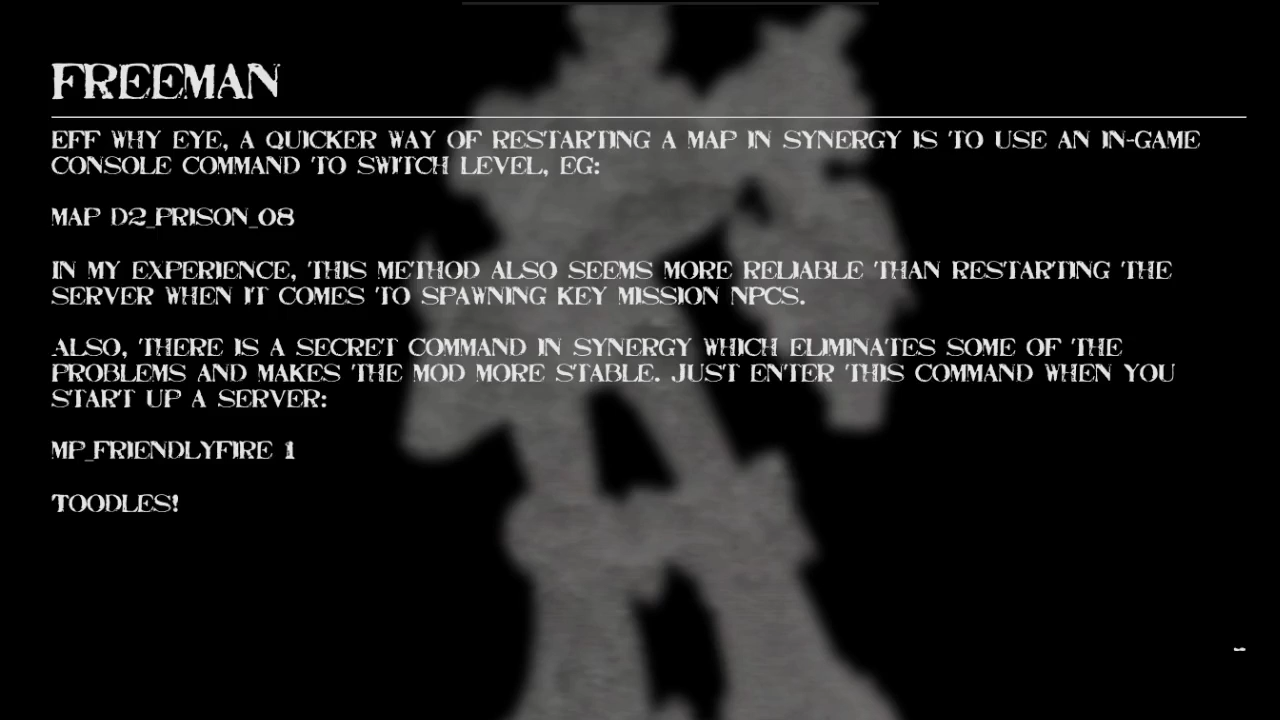 FREEMAN
EFF WHY EYE, A QUICKER WAY OF RESTARTING A MAP IN SYNERGY IS TO USE AN IN-GAME
CONSOLE COMMAND TO SWITCH LEVEL, EG:
MAP D2_PRISON_08
IN MY EXPERIENCE, THIS METHOD ALSO SEEMS MORE RELIABLE THAN RESTARTING THE
SERVER WHEN IT COMES TO SPAWNING KEY MISSION NPCS.
ALSO, THERE IS A SECRET COMMAND IN SYNERGY WHICH ELIMINATES SOME OF THE
PROBLEMS AND MAKES THE MOD MORE STABLE. JUST ENTER THIS COMMAND WHEN YOU
START UP A SERVER:
MP_FRIENDLYFIRE 1
TOODLES!
-